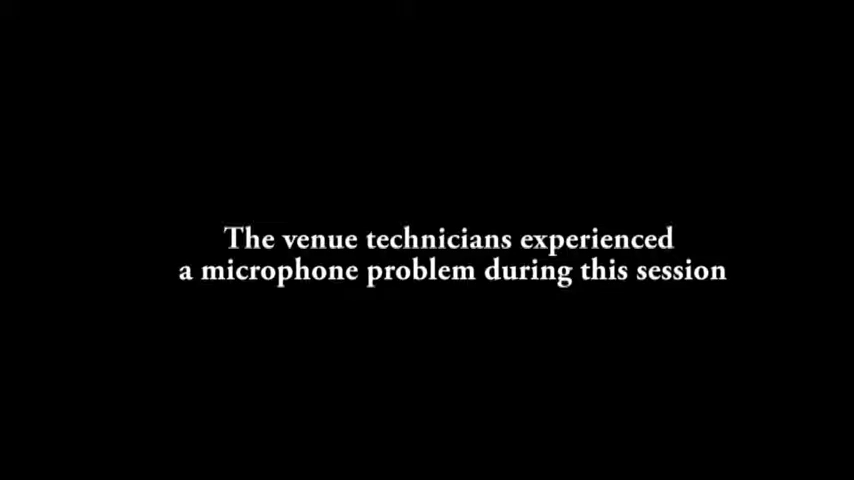 The venue technicians experienced
a microphone problem during this session